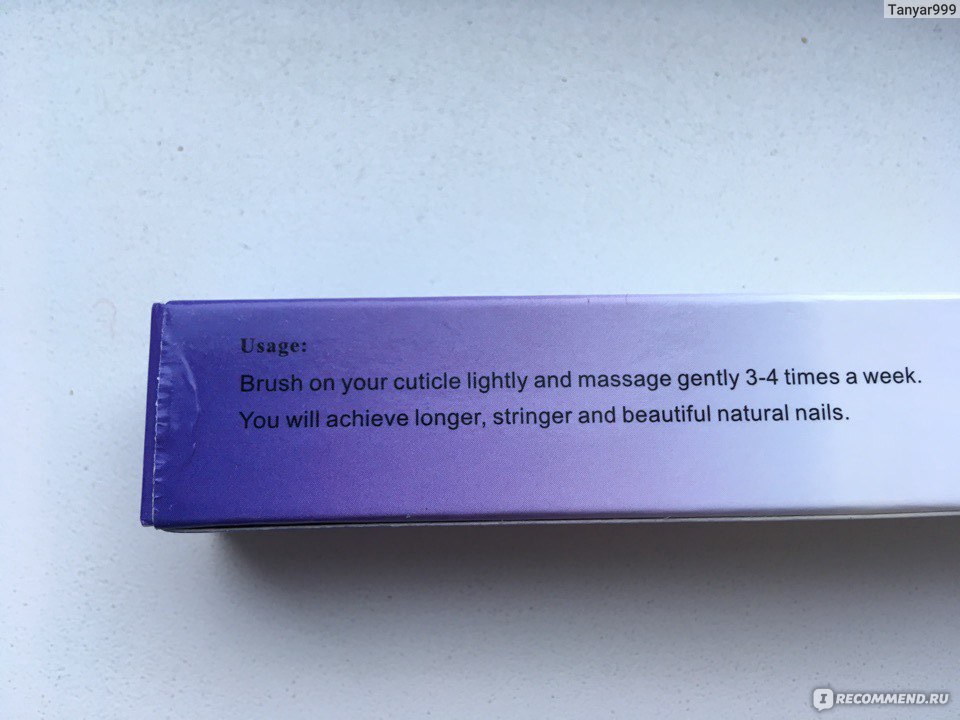 Tanyar999
Usage:
Brush on your cuticle lightly and massage gently 3-4 times a week.
You will achieve longer, stringer and beautiful natural nails.
I RECOMMEND.RU